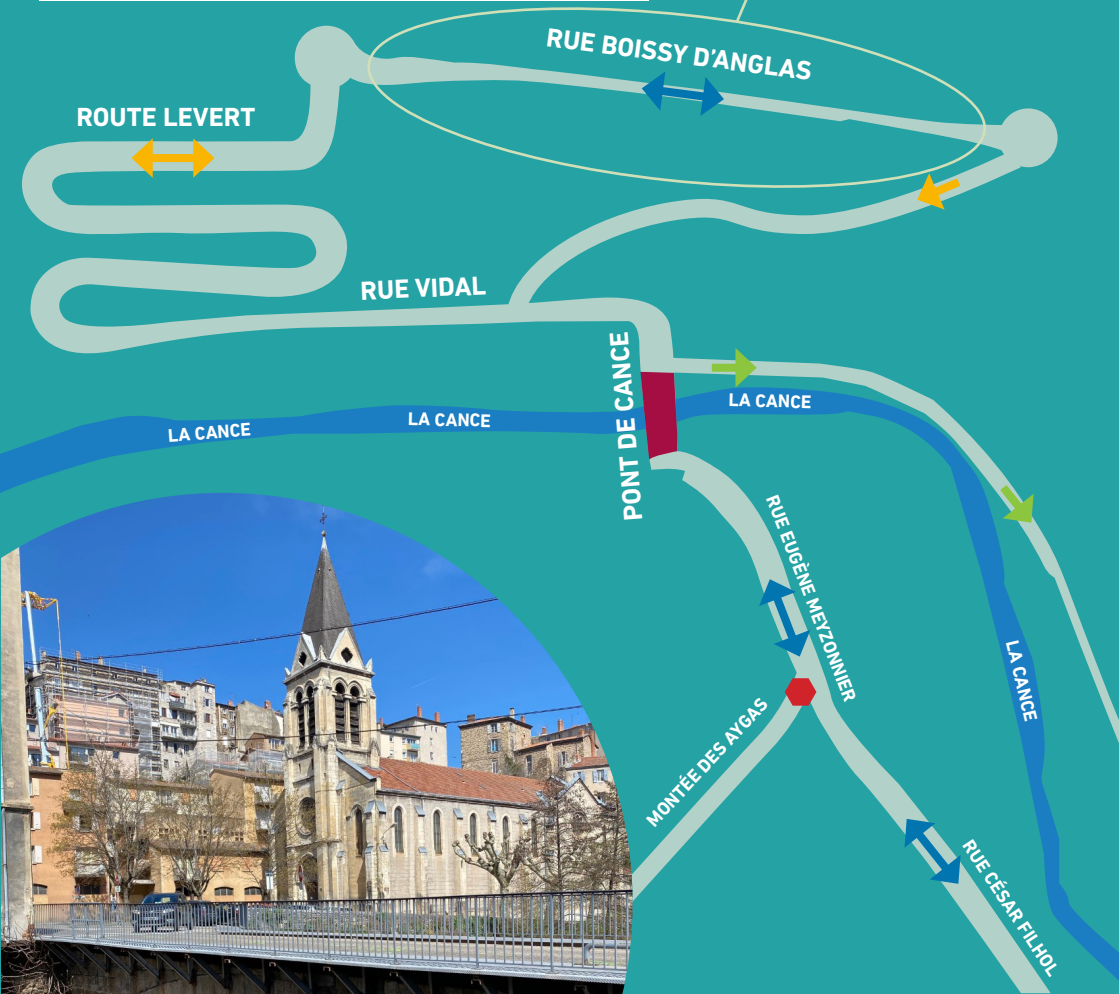 RUE BOISSY D'ANGLAS
ROUTE LEVERT
RUE VIDAL
PONT DE CANCE
LA CANCE
LA CANCE
LA CANCE
RUE EUGÈNE MEYZONNIER
LA CANCE
MONTÉE DES AYGAS
RUE CÉSAR FILHOL